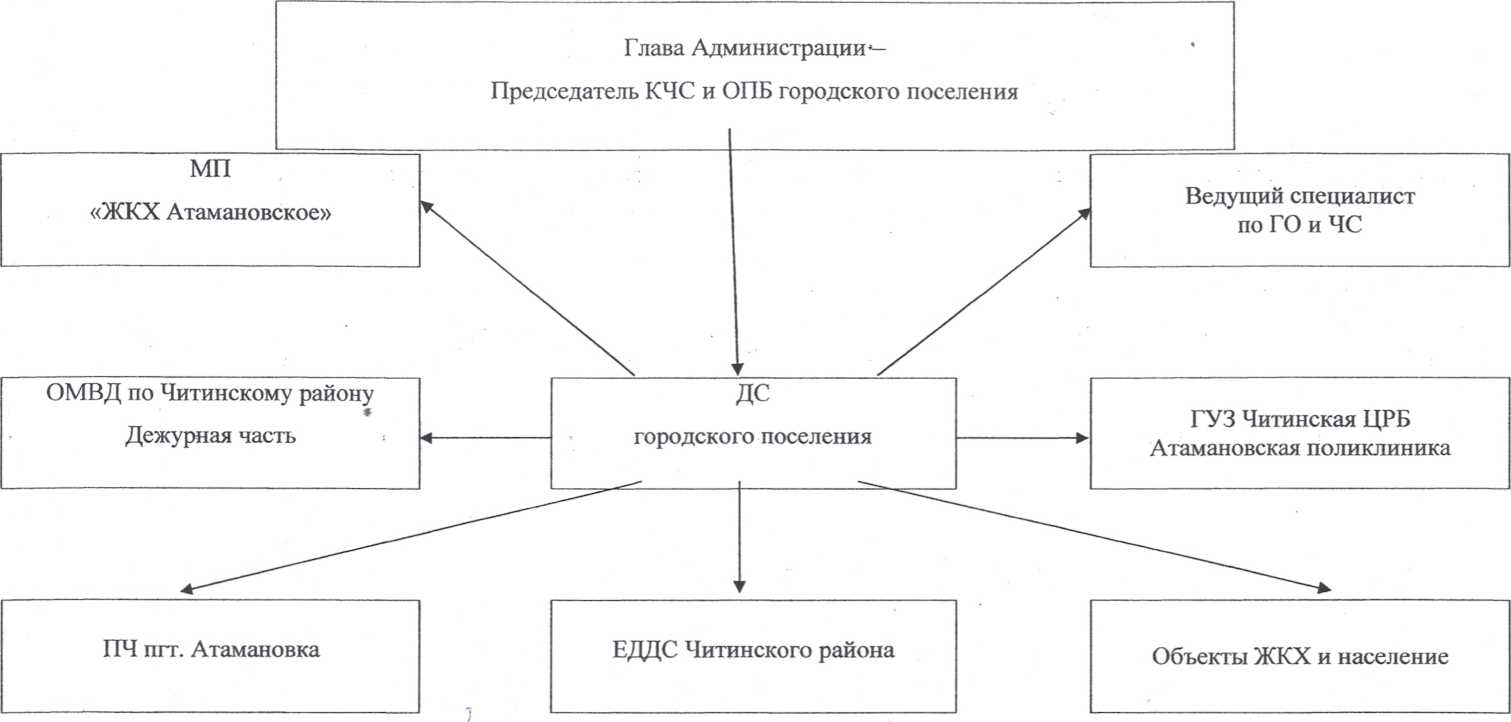 Глава Администрации –
Председатель КЧС и ОПБ городского поселения
МП
«ЖКХ Атамановское»
Ведущий специалист
по ГО и ЧС
ОМВД по Читинскому району
Дежурная часть
ДС
городского поселения
ГУЗ Читинская ЦРБ
Атамановская поликлиника
ПЧ пгт. Атамановка
ЕДДС Читинского района
Объекты ЖКХ и население